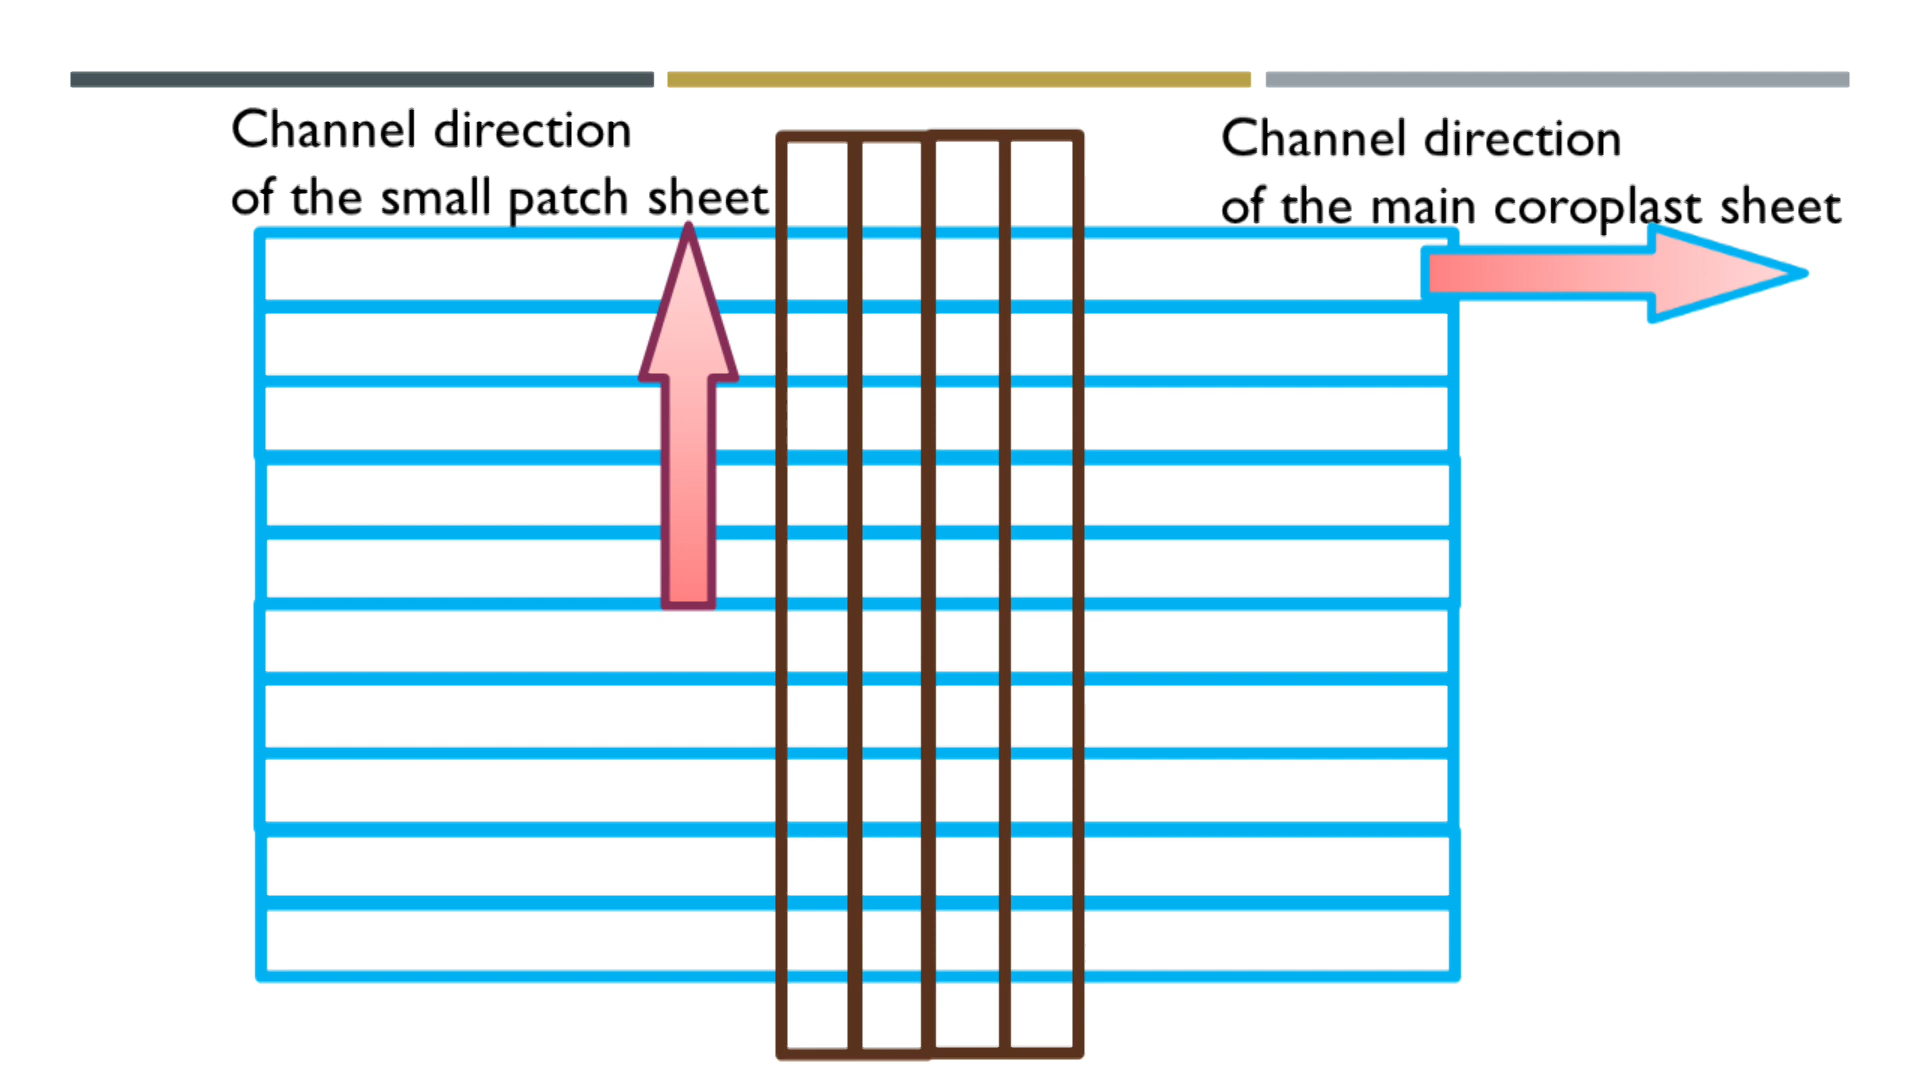 Channel direction
of the small patch sheet
Channel direction
of the main coroplast sheet